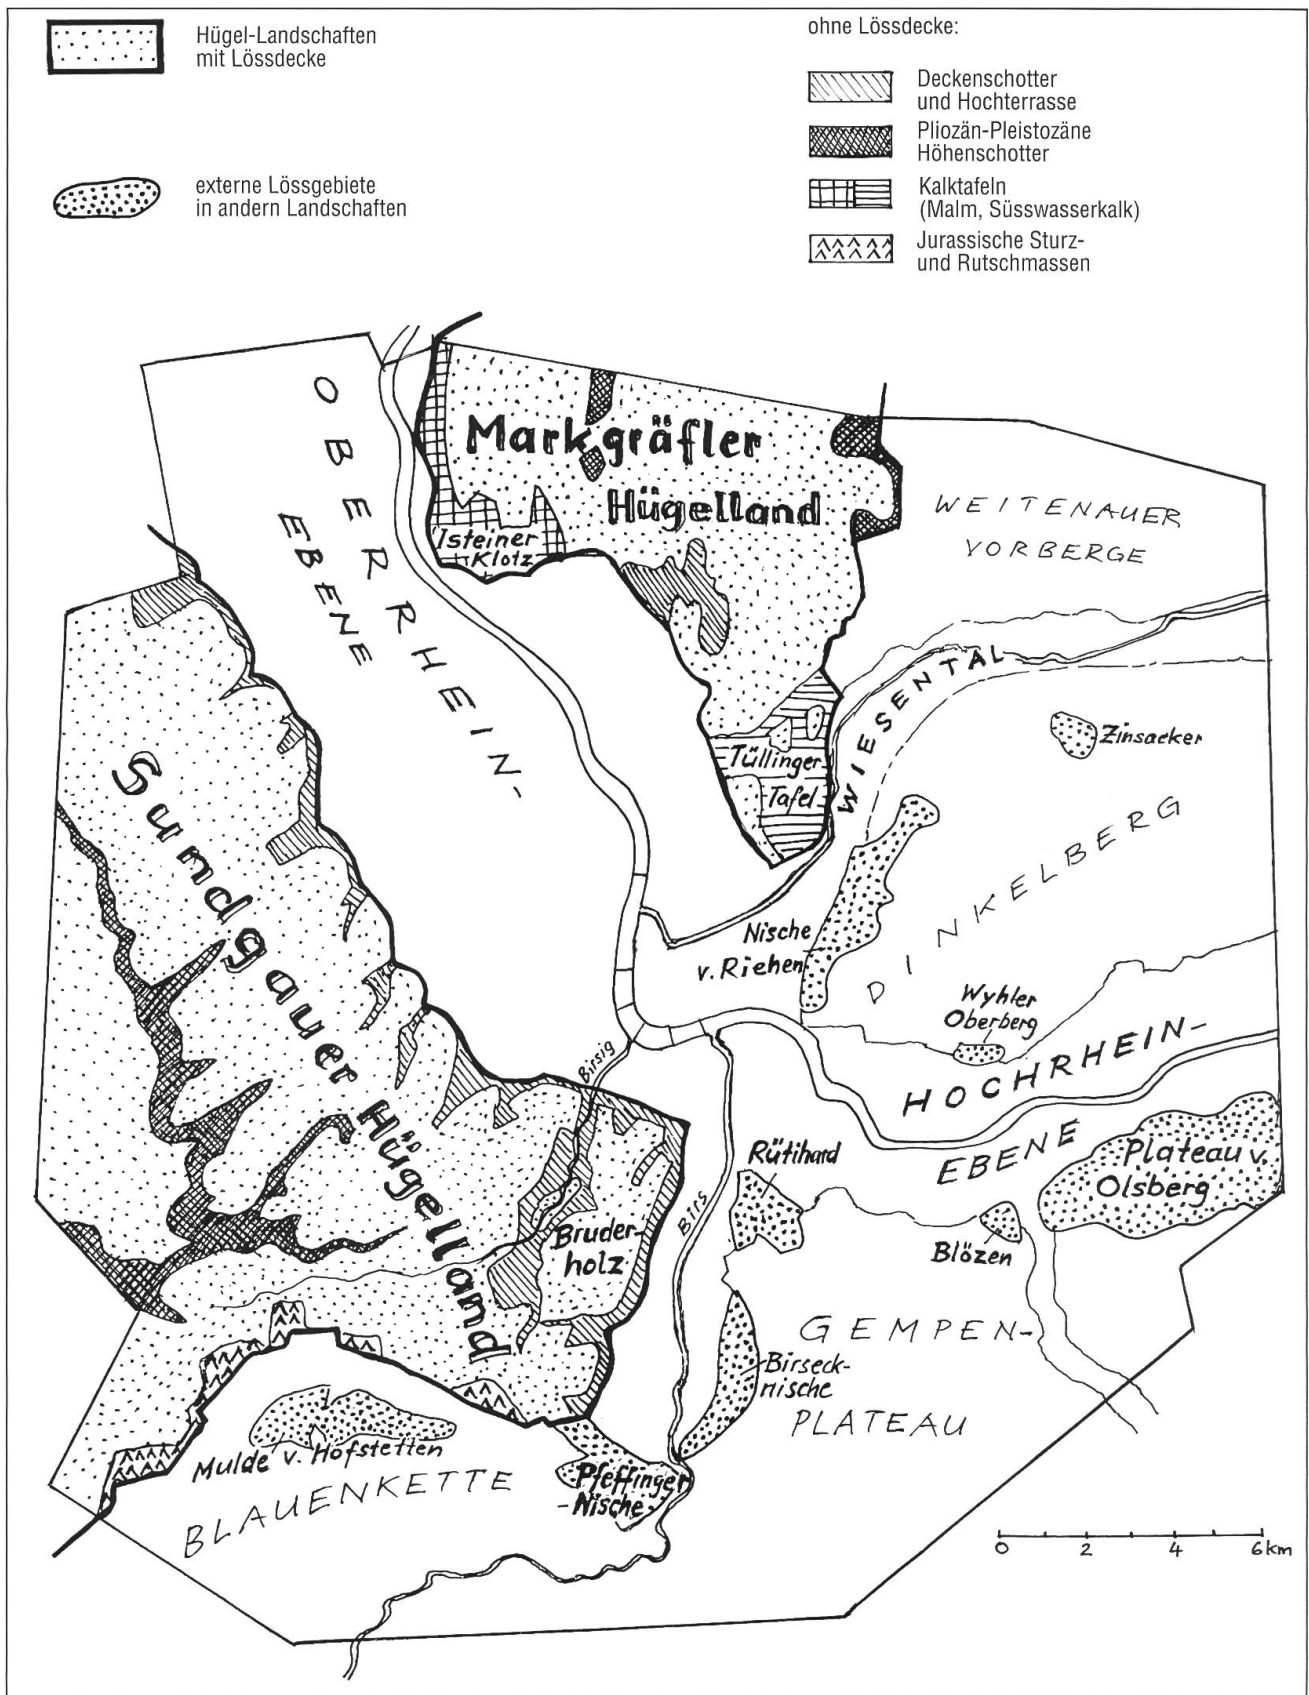 Hügel-Landschaften
mit Lössdecke
externe Lössgebiete
in andern Landschaften
ohne Lössdecke:
Deckenschotter
und Hochterrasse
Pliozän-Pleistozäne
Höhenschotter
Kalktafeln
(Malm, Süsswasserkalk)
Jurassische Sturz-
und Rutschmassen
OBERRHEIN-
EBENE
Markgräfler
Hügelland
Isteiner
Klotz
WEITENAUER
VORBERGE
WIESENTAL
Zinsacker
Tüllinger
Tafel
Sundgauer Hügelland
DINKELBERG
Nische
v. Riehen
Wyhler
Oberberg
HOCHRHEIN-
EBENE
Birsig
Birs
Rütihard
Plateau v.
Olsberg
Bruder-
holz
Blözen
GEMPEN-
PLATEAU
Birseck-
nische
Mulde v. Hofstetten
BLAUENKETTE
Pfeffinger
-Nische
0 2 4 6km